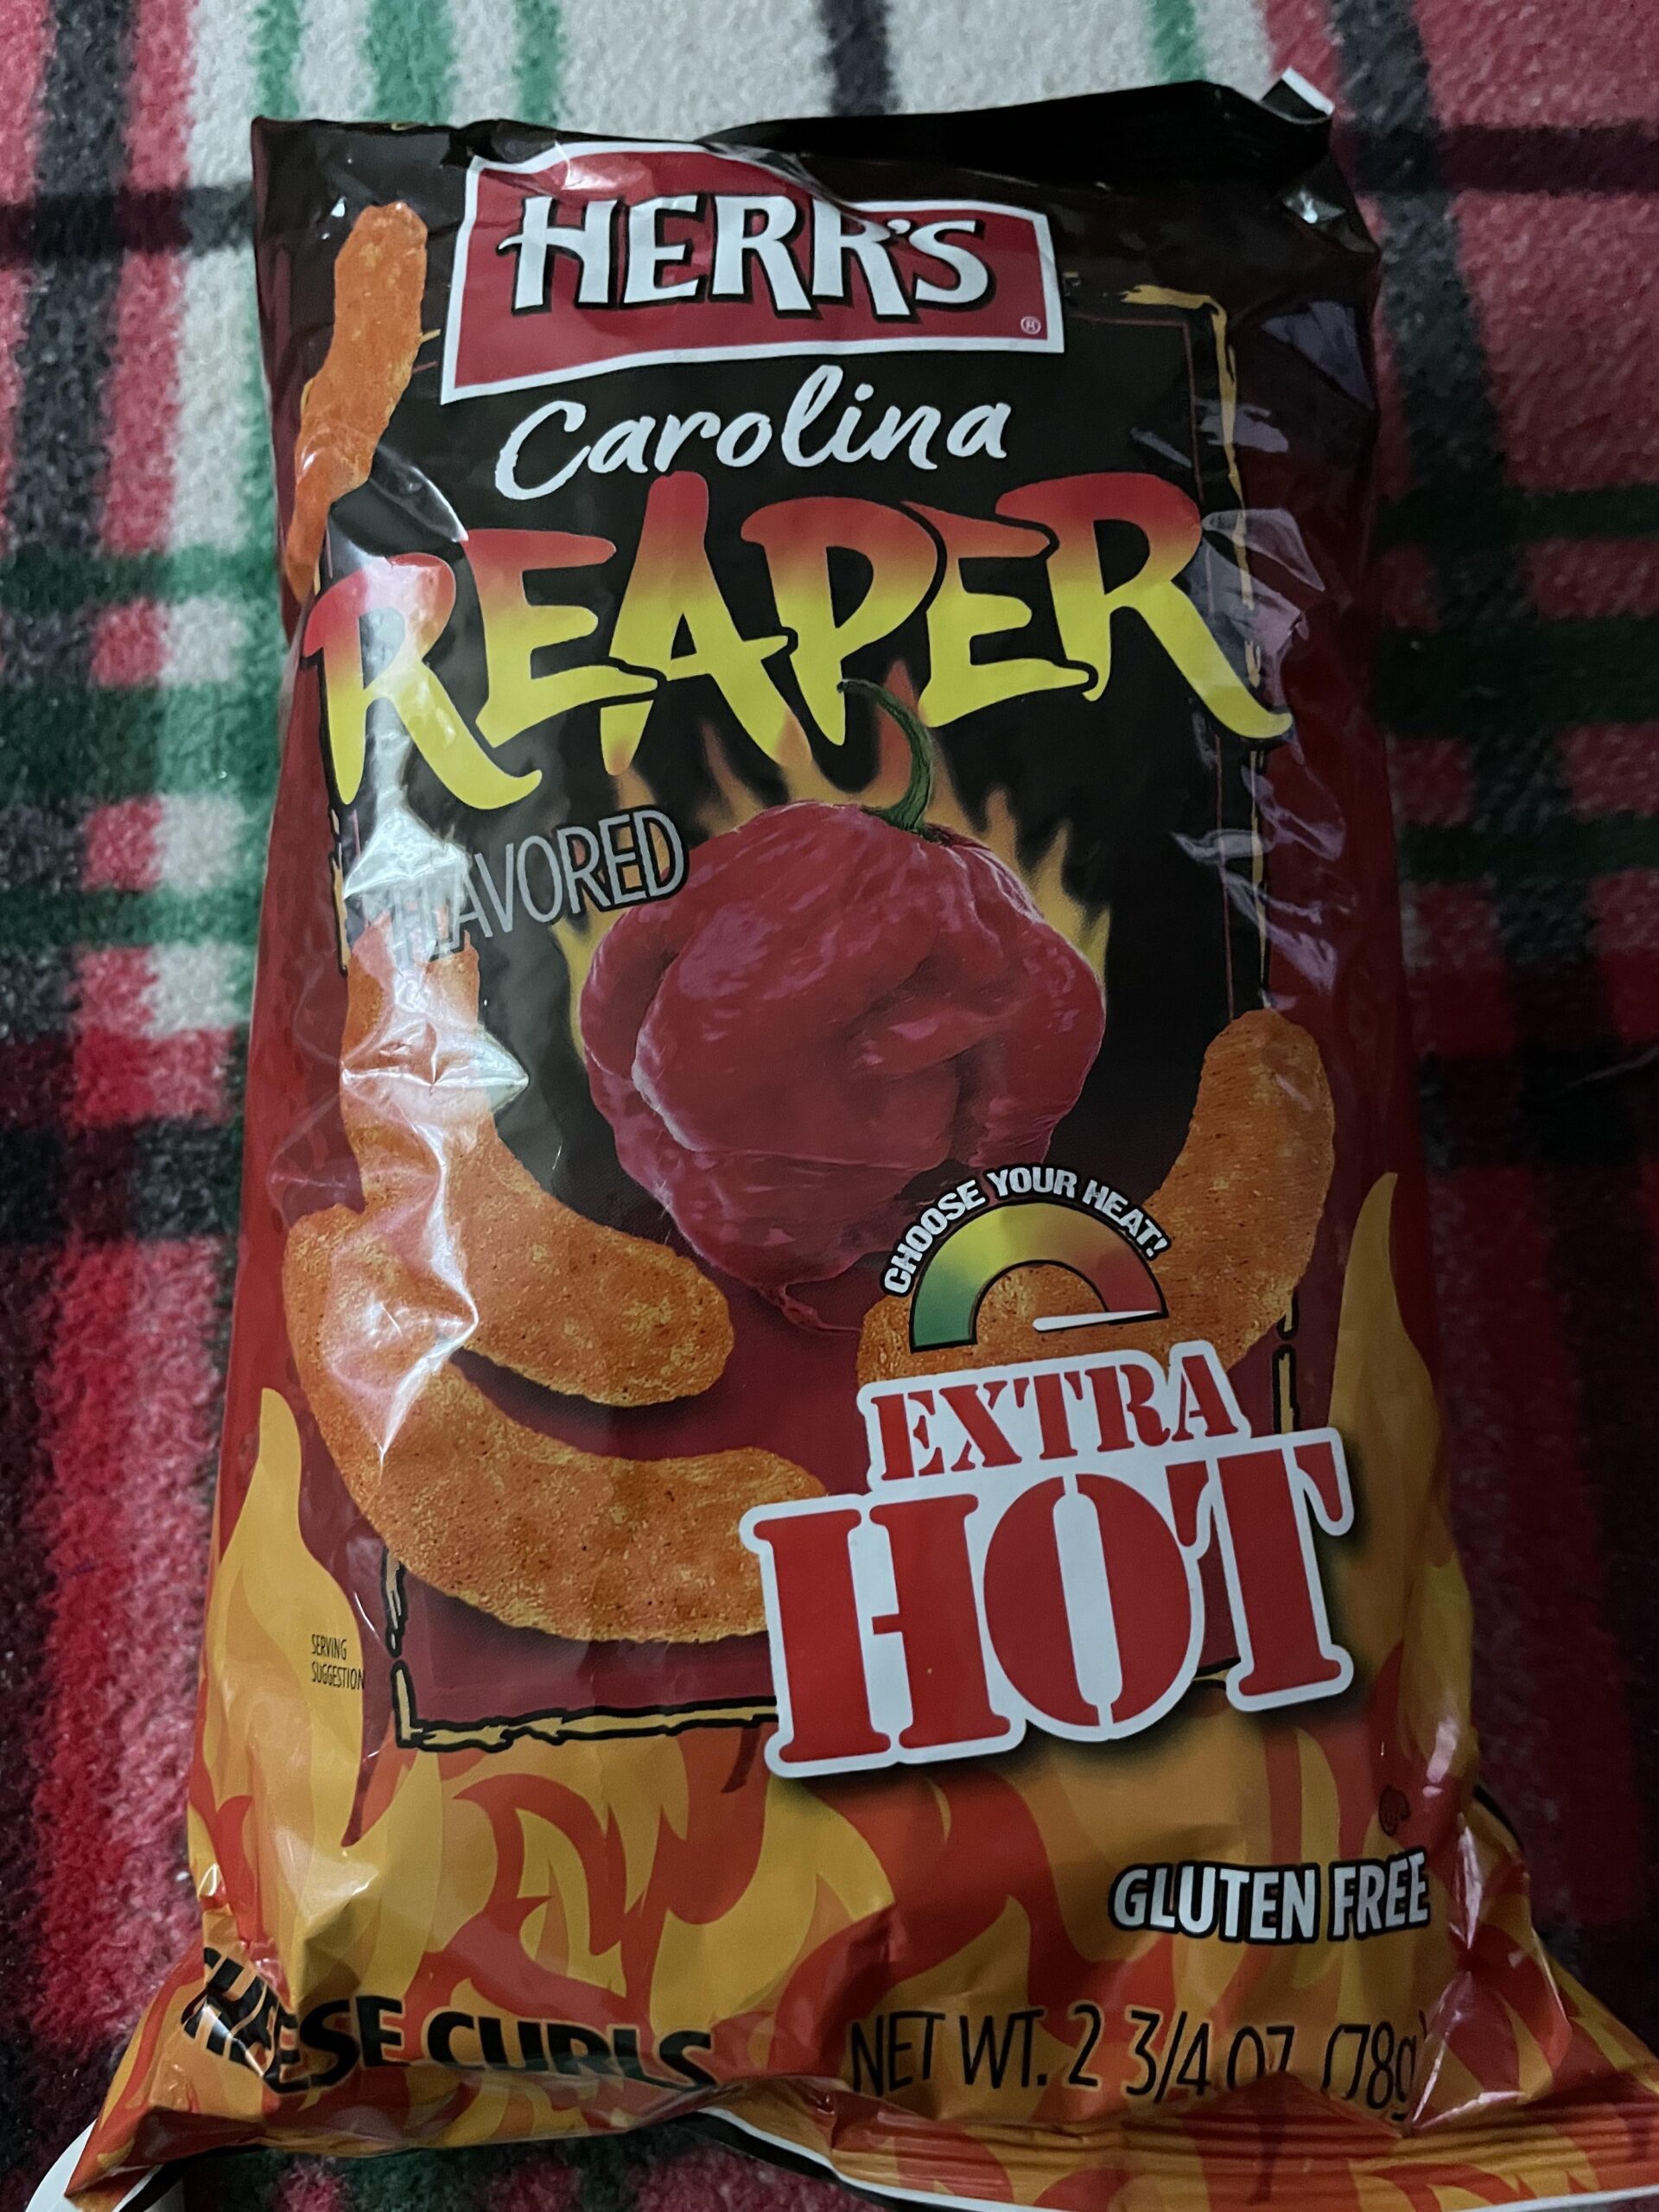 HERR'S
®
Carolina
REAPER
FLAVORED
CHOOSE YOUR HEAT!
EXTRA
HOT
SERVING
SUGGESTION
GLUTEN FREE
CHEESE CURLS
NET WT. 2 3/4 OZ. (78g)